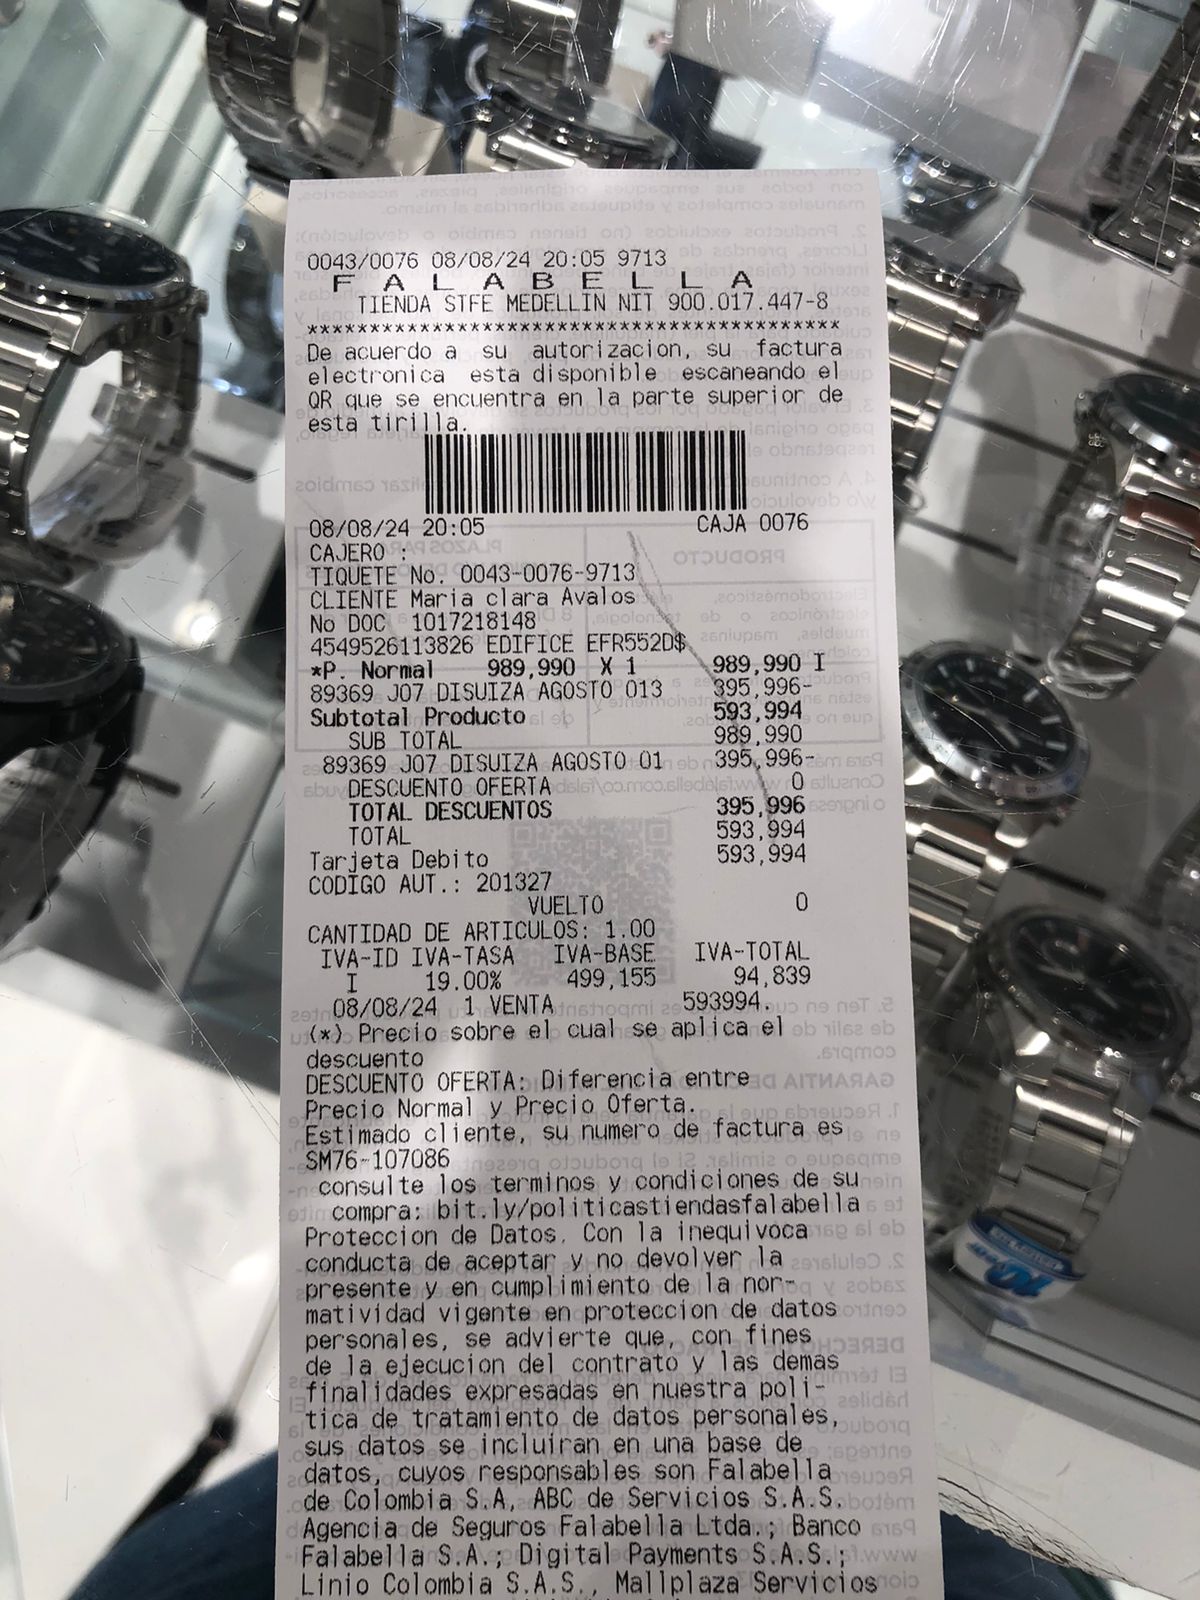 0043/0076 08/08/24 20:05 9713
F A L A B E L L A
TIENDA STFE MEDELLIN NIT 900.017.447-8
*********************************************
De acuerdo a su autorizacion, su factura
electronica esta disponible escaneando el
QR que se encuentra en la parte superior de
esta tirilla.
08/08/24 20:05 CAJA 0076
CAJERO :
TIQUETE No. 0043-0076-9713
CLIENTE Maria clara Avalos
No DOC 1017218148
4549526113826 EDIFICE EFR552D$
*P. Normal 989,990 X 1 989,990 I
89369 J07 DISUIZA AGOSTO 013 395,996-
Subtotal Producto 593,994
SUB TOTAL 989,990
89369 J07 DISUIZA AGOSTO 01 395,996-
DESCUENTO OFERTA 0
TOTAL DESCUENTOS 395,996
TOTAL 593,994
Tarjeta Debito 593,994
CODIGO AUT.: 201327
VUELTO 0
CANTIDAD DE ARTICULOS: 1.00
IVA-ID IVA-TASA IVA-BASE IVA-TOTAL
I 19.00% 499,155 94,839
08/08/24 1 VENTA 593994.
(*) Precio sobre el cual se aplica el
descuento
DESCUENTO OFERTA: Diferencia entre
Precio Normal y Precio Oferta.
Estimado cliente, su numero de factura es
SM76-107086
consulte los terminos y condiciones de su
compra: bit.ly/politicastiendasfalabella
Proteccion de Datos. Con la inequivoca
conducta de aceptar y no devolver la
presente y en cumplimiento de la nor-
matividad vigente en proteccion de datos
personales, se advierte que, con fines
de la ejecucion del contrato y las demas
finalidades expresadas en nuestra poli-
tica de tratamiento de datos personales,
sus datos se incluiran en una base de
datos, cuyos responsables son Falabella
de Colombia S.A, ABC de Servicios S.A.S.
Agencia de Seguros Falabella Ltda.; Banco
Falabella S.A.; Digital Payments S.A.S.;
Linio Colombia S.A.S., Mallplaza Servicios